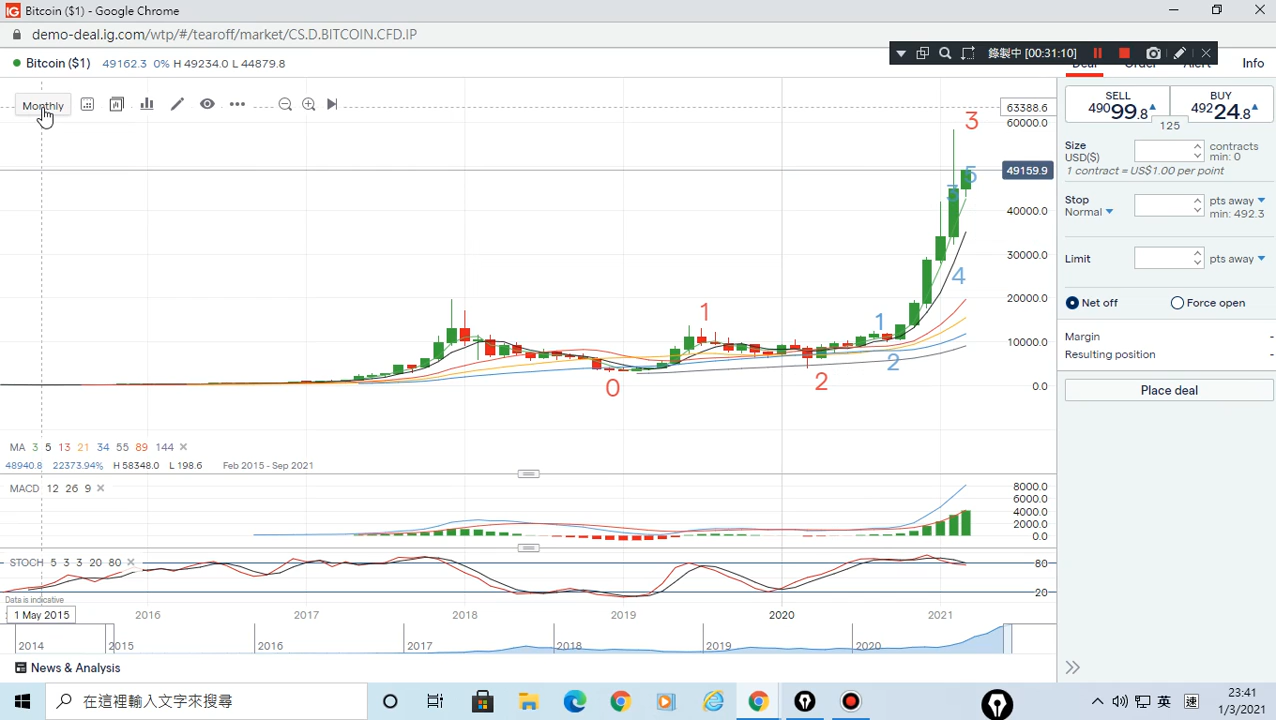 IG Bitcoin ($1) - Google Chrome
demo-deal.ig.com/wtp/#/tearoff/market/CS.D.BITCOIN.CFD.IP
Bitcoin ($1) 49162.3 0% H 49234.0 L 44879.8
錄製中 [00:31:10]
Deal Order Alert Info
Monthly
63388.6
60000.0
49159.9
40000.0
30000.0
20000.0
10000.0
0.0
3
5
3
4
1
1
2
2
0
SELL
49099.8
BUY
49224.8
125
Size
USD($)
contracts
min: 0
1 contract = US$1.00 per point
Stop
Normal
pts away
min: 492.3
Limit
pts away
Net off
Force open
Margin -
Resulting position -
Place deal
MA 3 5 13 21 34 55 89 144
48940.8 22373.94% H 58348.0 L 198.6 Feb 2015 - Sep 2021
MACD 12 26 9
8000.0
6000.0
4000.0
2000.0
0.0
STOCH 5 3 3 20 80
80
20
Data is indicative
1 May 2015 2016 2017 2018 2019 2020 2021
2014 2015 2016 2017 2018 2019 2020
News & Analysis
在這裡輸入文字來搜尋
英
23:41
1/3/2021